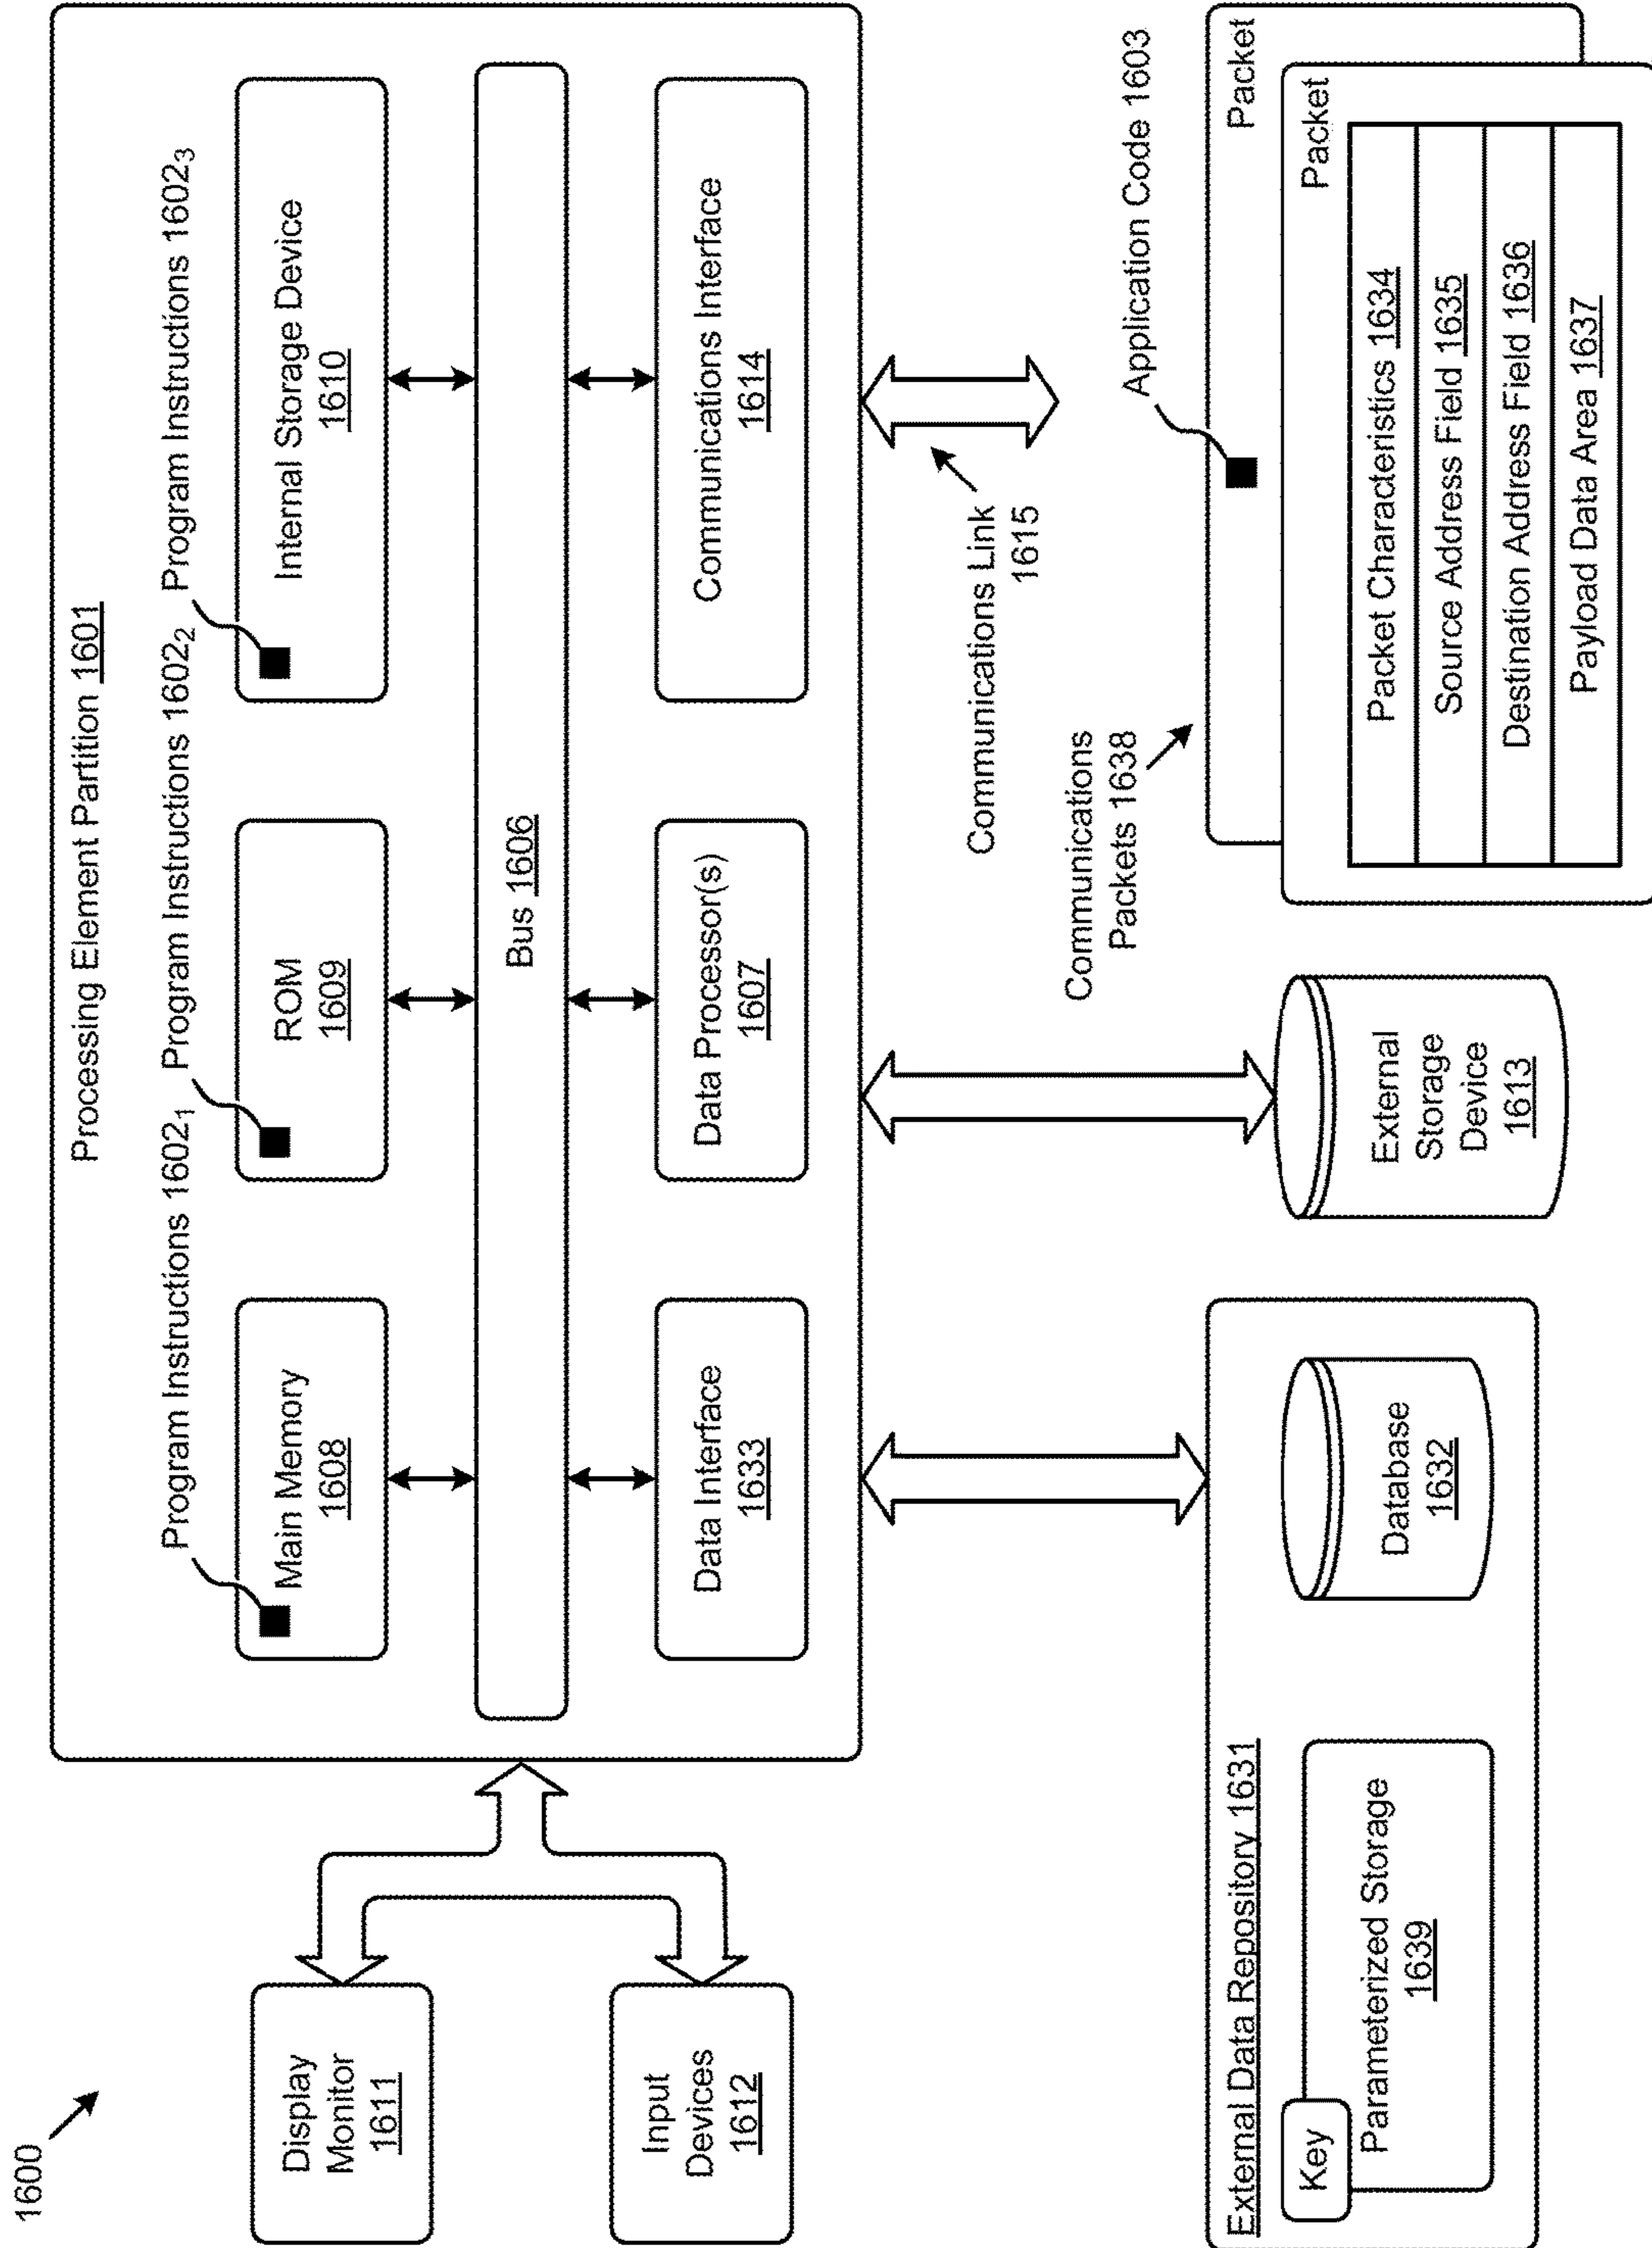 1600
Processing Element Partition 1601
Program Instructions 1602₁
Program Instructions 1602₂
Program Instructions 1602₃
Display
Monitor
1611
Main Memory
1608
ROM
1609
Internal Storage Device
1610
Bus 1606
Input
Devices
1612
Data Interface
1633
Data Processor(s)
1607
Communications Interface
1614
Communications Link
1615
Communications
Packets 1638
Application Code 1603
External Data Repository 1631
Key
Parameterized Storage
1639
Database
1632
External
Storage
Device
1613
Packet
Packet
Packet Characteristics 1634
Source Address Field 1635
Destination Address Field 1636
Payload Data Area 1637